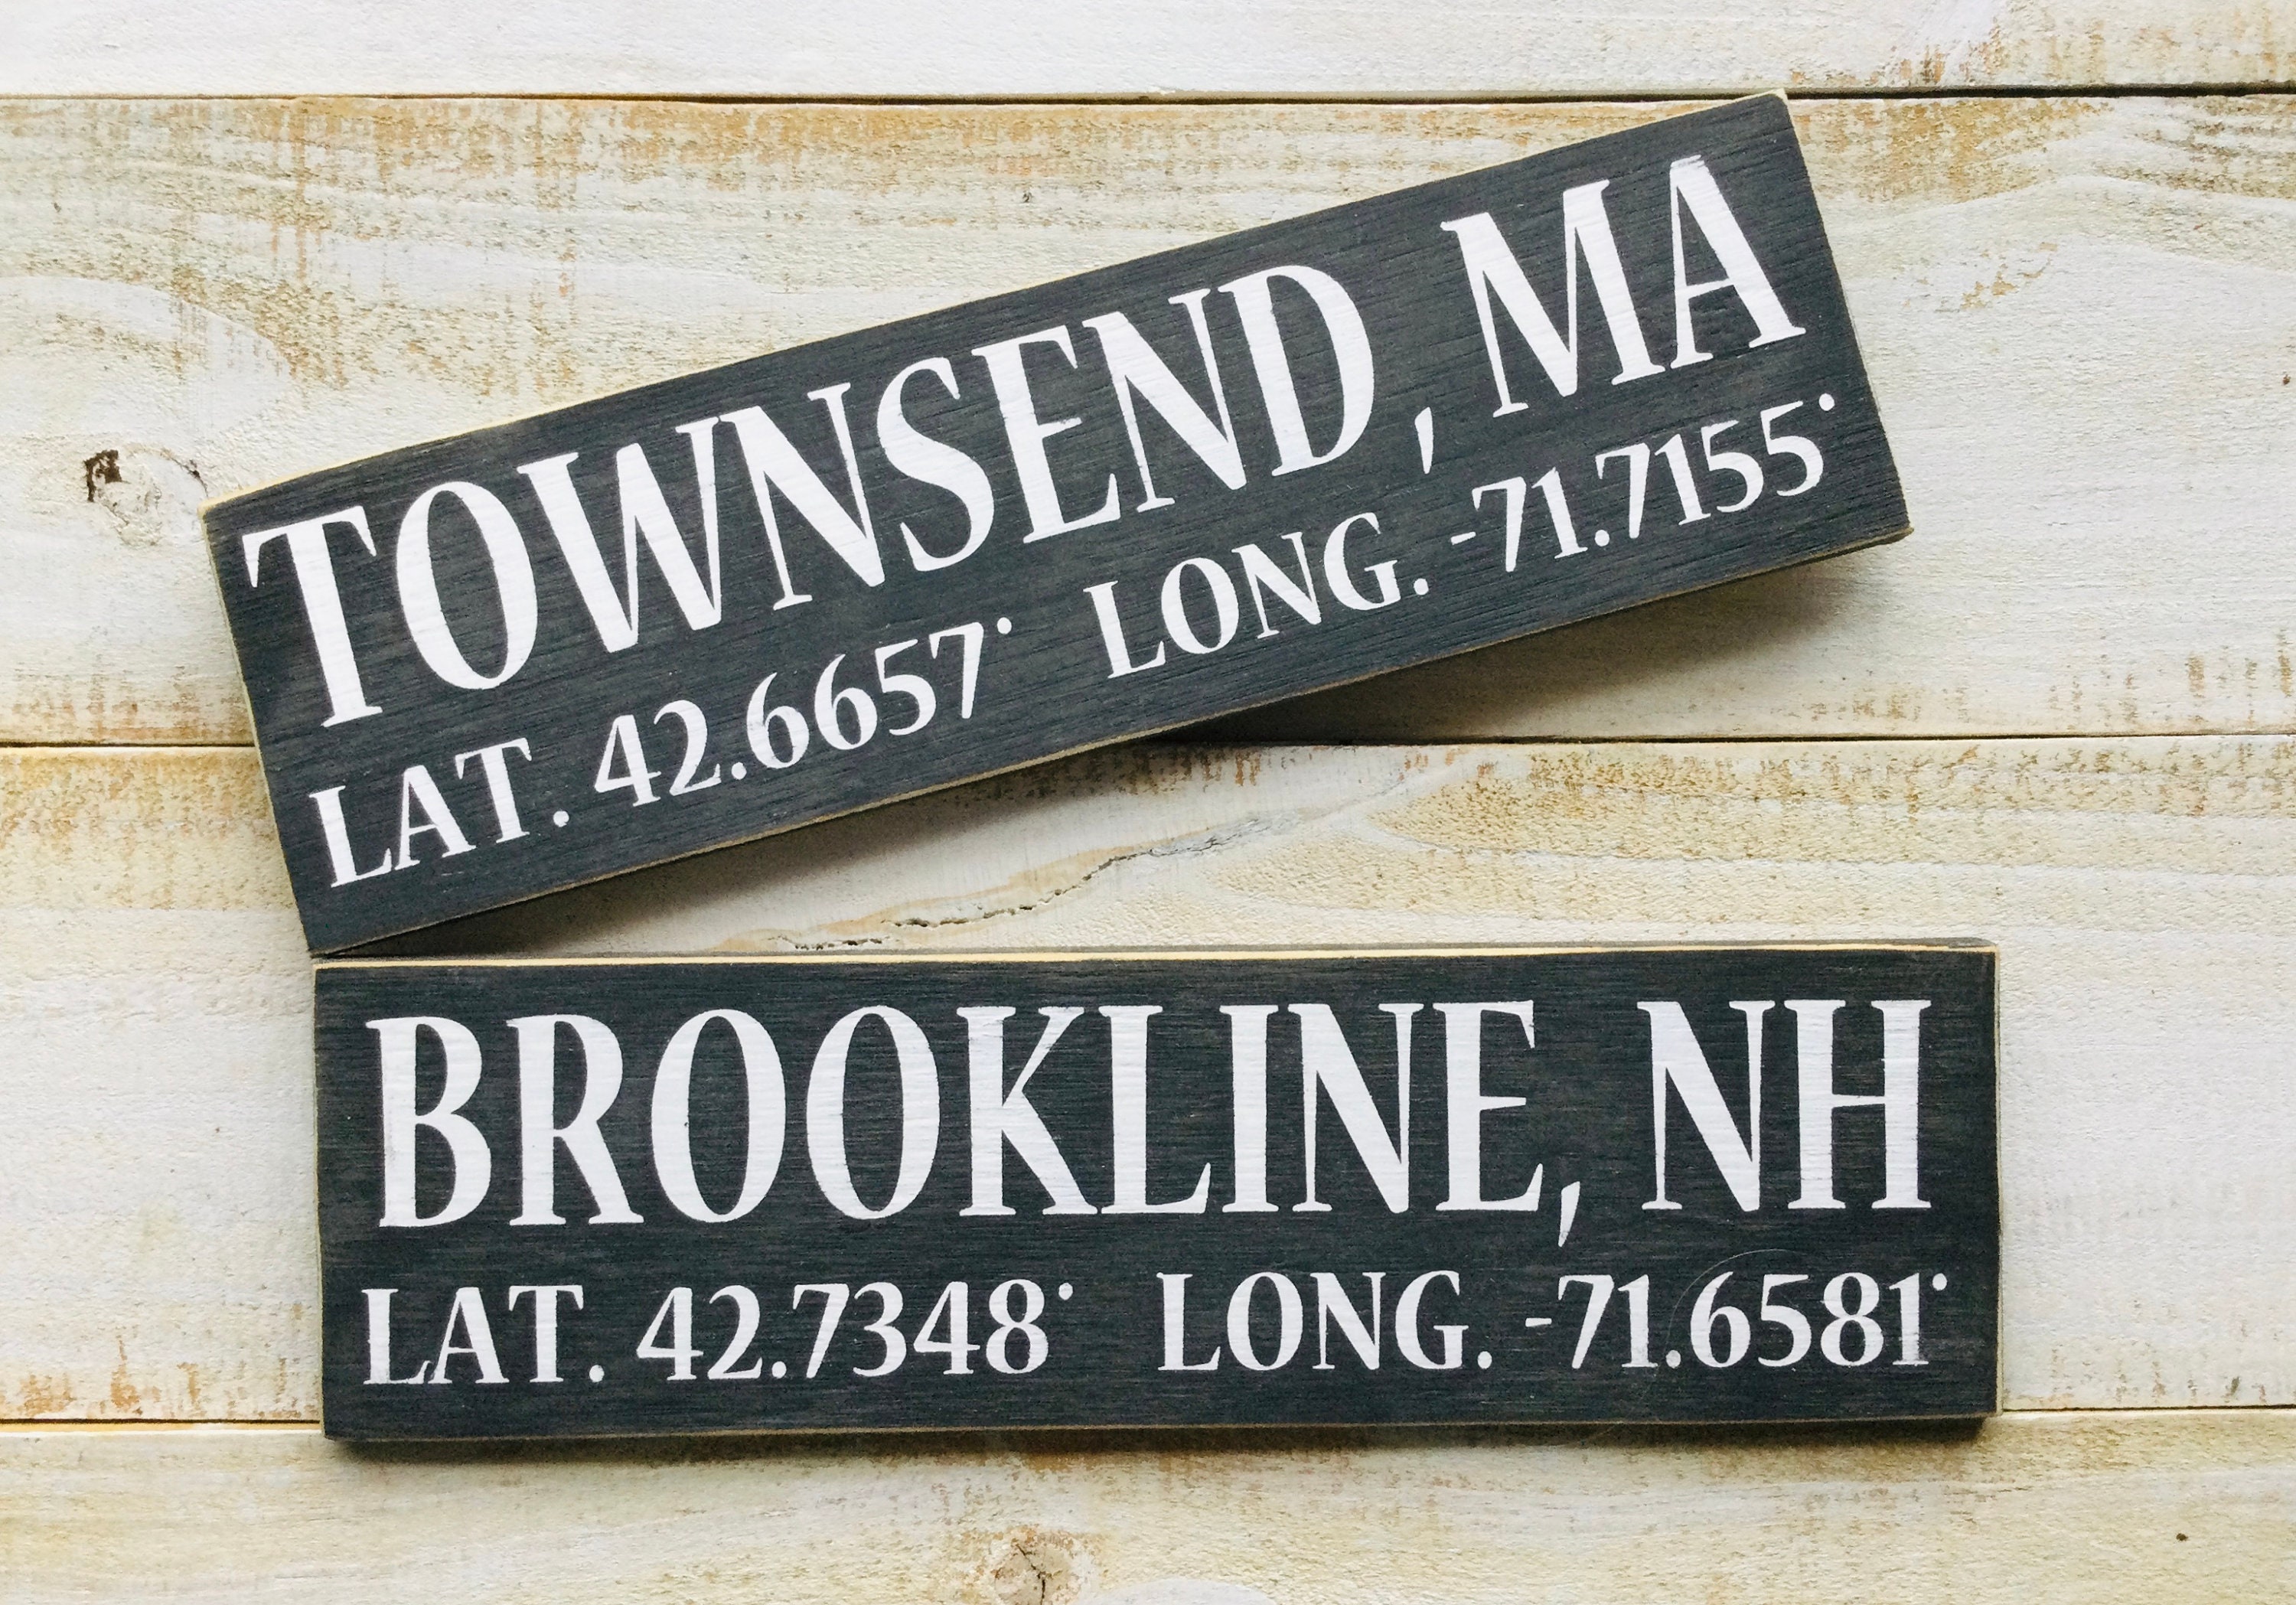 TOWNSEND, MA
LAT. 42.6657° LONG. -71.7155°
BROOKLINE, NH
LAT. 42.7348° LONG. -71.6581°